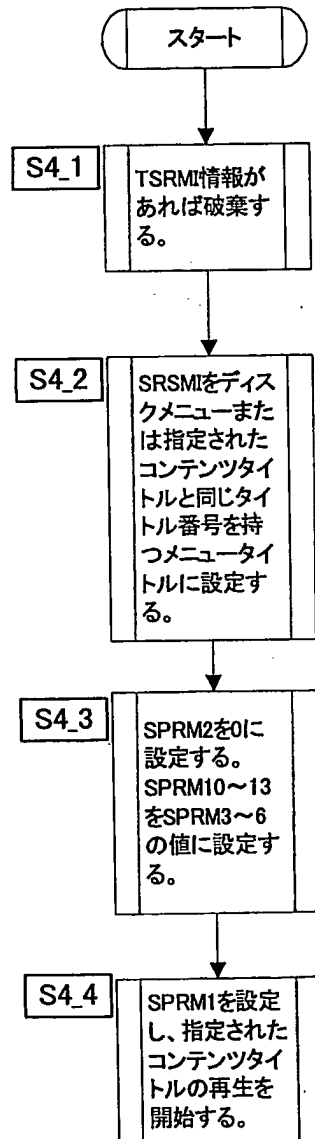 スタート
S4_1
TSRMI情報が
あれば破棄す
る。
S4_2
SRSMIをディス
クメニューまた
は指定された
コンテンツタイ
トルと同じタイ
トル番号を持
つメニュータイ
トルに設定す
る。
S4_3
SPRM2を0に
設定する。
SPRM10～13
をSPRM3～6
の値に設定す
る。
S4_4
SPRM1を設定
し、指定された
コンテンツタイ
トルの再生を
開始する。